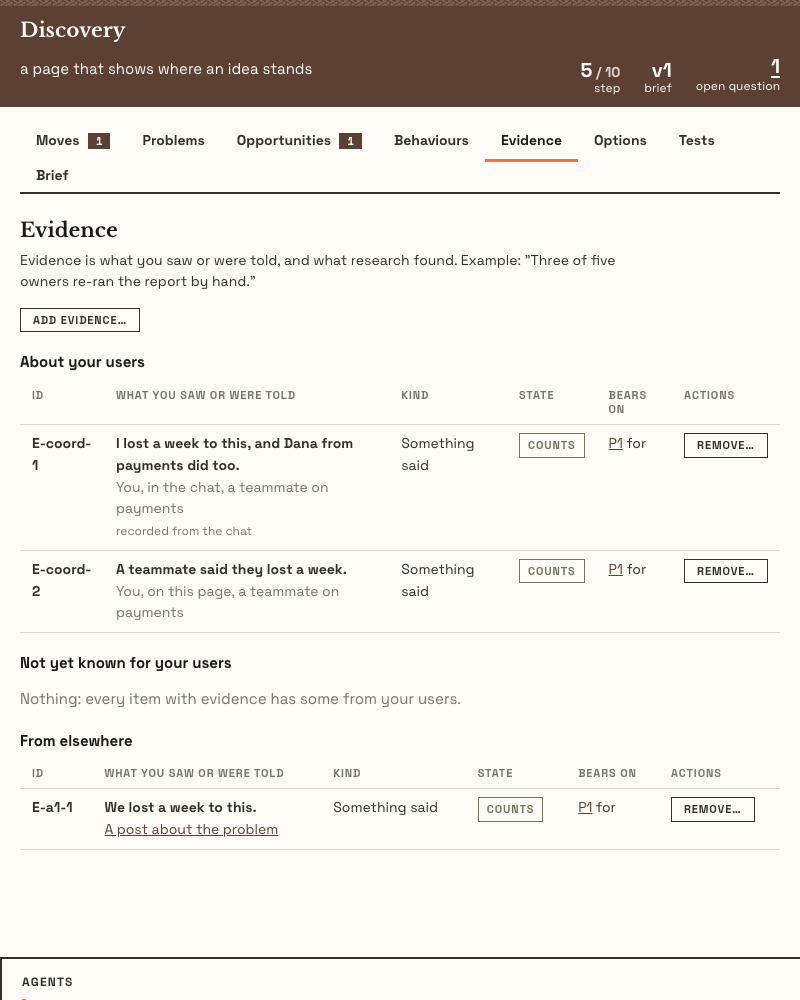 Discovery
a page that shows where an idea stands
5 / 10
step
v1
brief
1
open question
Moves 1 Problems Opportunities 1 Behaviours Evidence Options Tests
Brief
Evidence
Evidence is what you saw or were told, and what research found. Example: "Three of five
owners re-ran the report by hand."
ADD EVIDENCE…
About your users
ID WHAT YOU SAW OR WERE TOLD KIND STATE BEARS ON ACTIONS
E-coord-1
I lost a week to this, and Dana from
payments did too.
You, in the chat, a teammate on
payments
recorded from the chat
Something
said
COUNTS
P1 for
REMOVE…
E-coord-2
A teammate said they lost a week.
You, on this page, a teammate on
payments
Something
said
COUNTS
P1 for
REMOVE…
Not yet known for your users
Nothing: every item with evidence has some from your users.
From elsewhere
ID WHAT YOU SAW OR WERE TOLD KIND STATE BEARS ON ACTIONS
E-a1-1
We lost a week to this.
A post about the problem
Something said
COUNTS
P1 for
REMOVE…
AGENTS